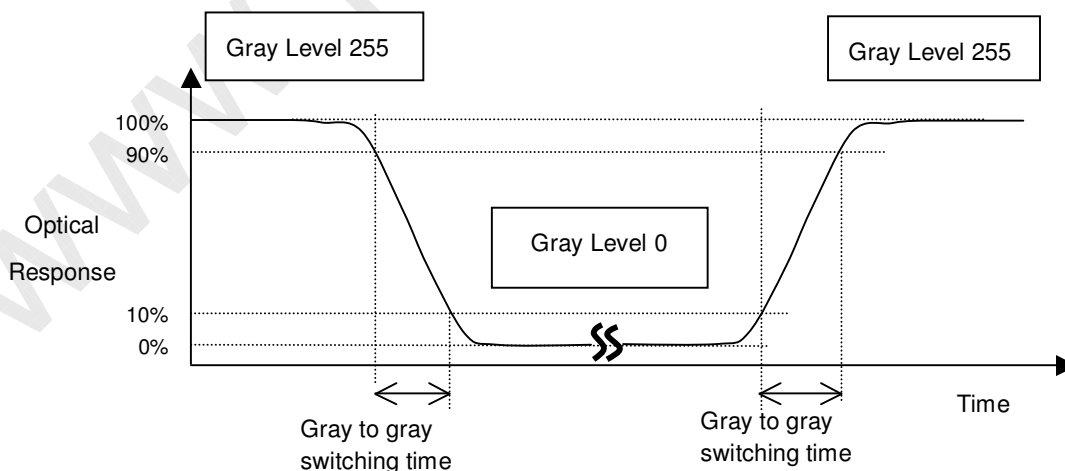 Gray Level 255
Gray Level 255
100%
90%
Optical
Response
Gray Level 0
10%
0%
Time
Gray to gray
switching time
Gray to gray
switching time